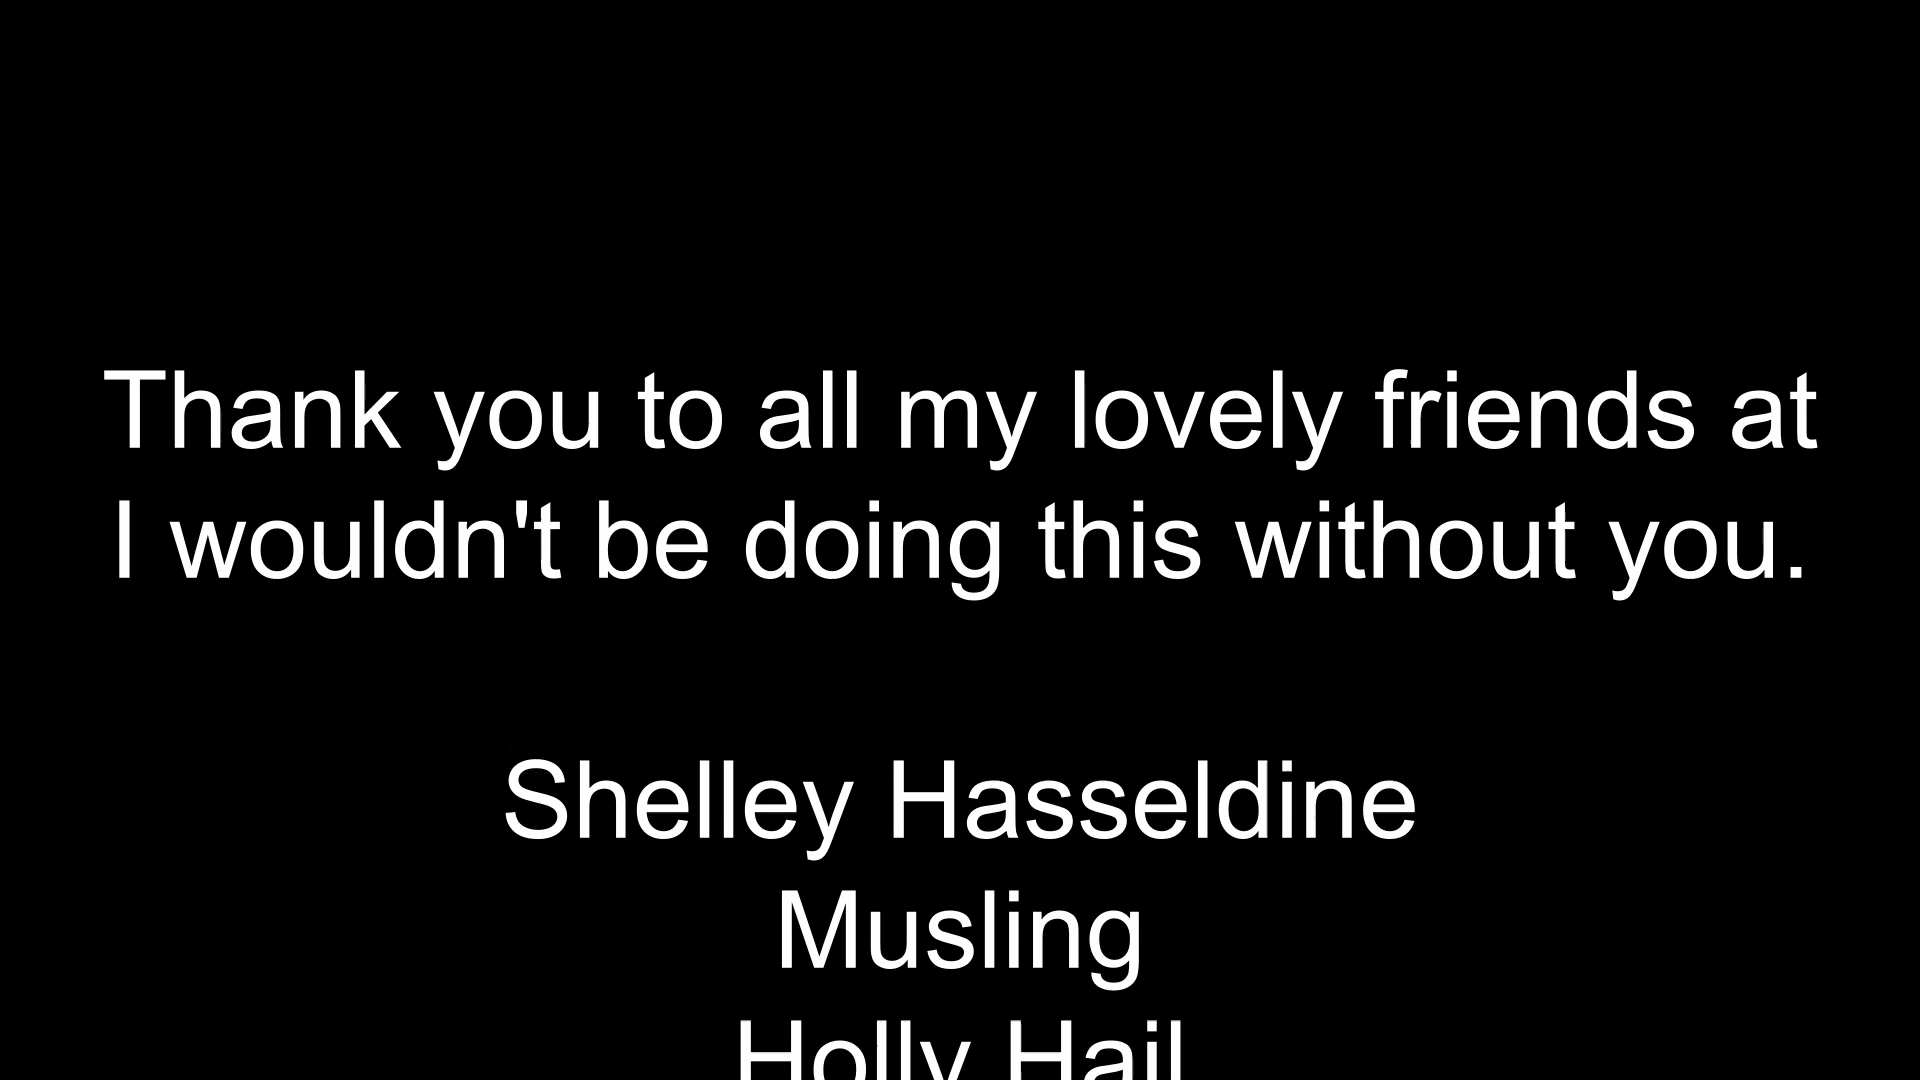 Thank you to all my lovely friends at
I wouldn't be doing this without you.
Shelley Hasseldine
Musling
Holly Hail